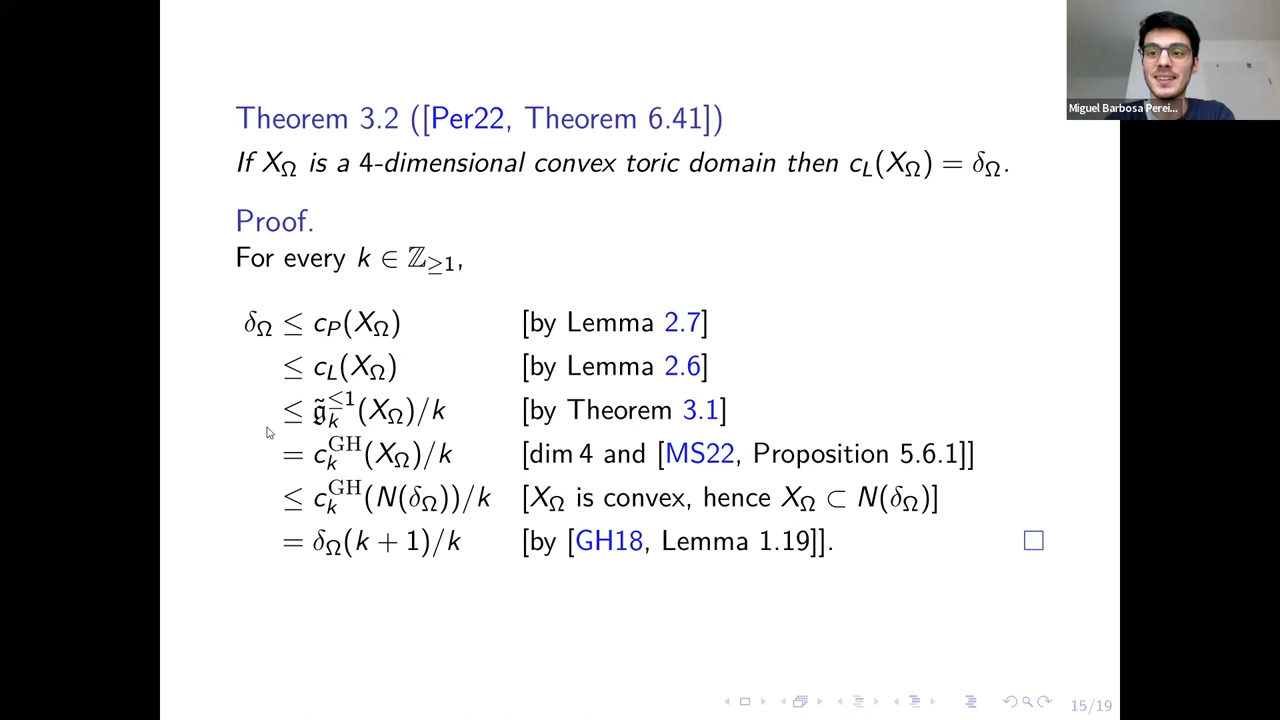 Miguel Barbosa Perei...
Theorem 3.2 ([Per22, Theorem 6.41])
If X_Ω is a 4-dimensional convex toric domain then c_L(X_Ω) = δ_Ω.
Proof.
For every k ∈ ℤ_≥1,
δ_Ω ≤ c_P(X_Ω) [by Lemma 2.7]
≤ c_L(X_Ω) [by Lemma 2.6]
≤ 𝔤̃_k^≤1(X_Ω)/k [by Theorem 3.1]
= c_k^GH(X_Ω)/k [dim 4 and [MS22, Proposition 5.6.1]]
≤ c_k^GH(N(δ_Ω))/k [X_Ω is convex, hence X_Ω ⊂ N(δ_Ω)]
= δ_Ω(k + 1)/k [by [GH18, Lemma 1.19]]. □
15/19